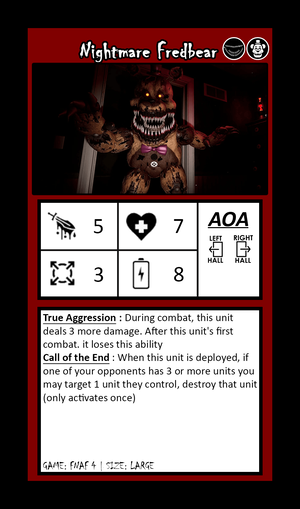 Nightmare Fredbear
5
7
AOA
LEFT RIGHT
HALL HALL
3
8
True Aggression : During combat, this unit
deals 3 more damage. After this unit's first
combat. it loses this ability
Call of the End : When this unit is deployed, if
one of your opponents has 3 or more units you
may target 1 unit they control, destroy that unit
(only activates once)
GAME: FNAF 4 | SIZE: LARGE